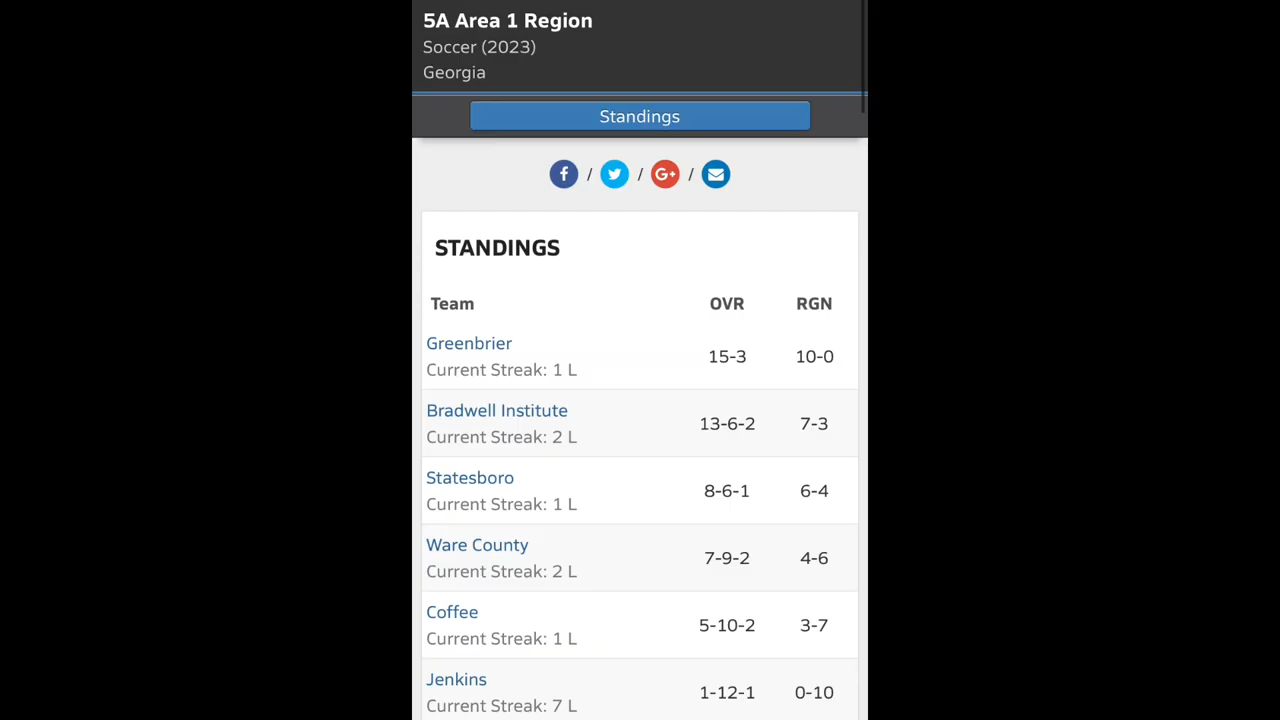 5A Area 1 Region
Soccer (2023)
Georgia
Standings
f / / G+ /
STANDINGS
Team OVR RGN
Greenbrier
Current Streak: 1 L 15-3 10-0
Bradwell Institute
Current Streak: 2 L 13-6-2 7-3
Statesboro
Current Streak: 1 L 8-6-1 6-4
Ware County
Current Streak: 2 L 7-9-2 4-6
Coffee
Current Streak: 1 L 5-10-2 3-7
Jenkins
Current Streak: 7 L 1-12-1 0-10